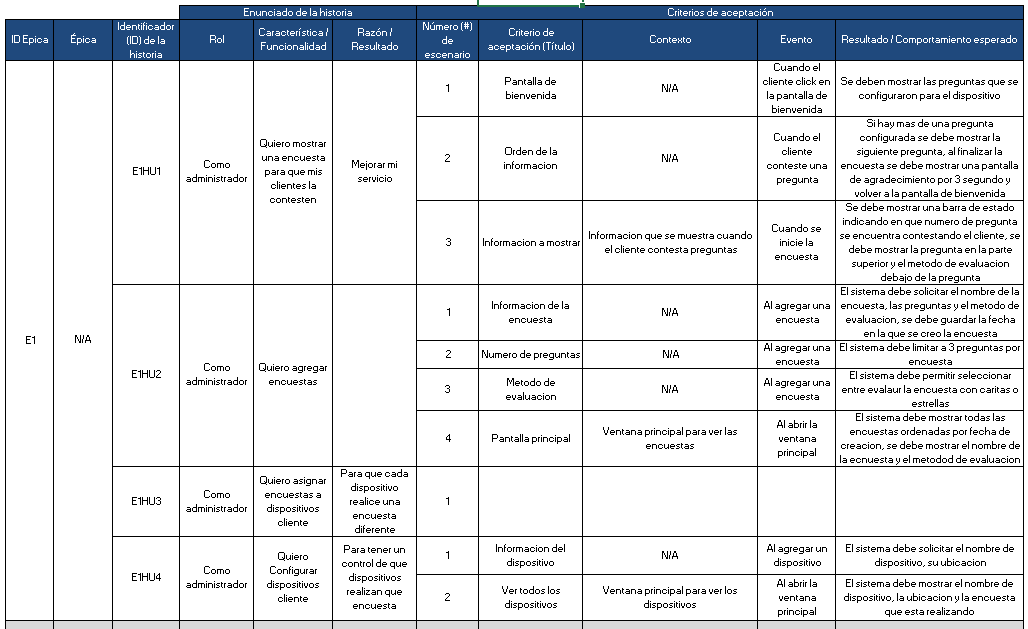 Enunciado de la historia
Criterios de aceptación
ID Epica
Épica
Identificador
(ID) de la
historia
Rol
Característica /
Funcionalidad
Razón /
Resultado
Número (#)
de
escenario
Criterio de
aceptación (Título)
Contexto
Evento
Resultado / Comportamiento esperado
E1
N/A
E1HU1
Como
administrador
Quiero mostrar
una encuesta
para que mis
clientes la
contesten
Mejorar mi
servicio
1
Pantalla de
bienvenida
N/A
Cuando el
cliente click en
la pantalla de
bienvenida
Se deben mostrar las preguntas que se
configuraron para el dispositivo
2
Orden de la
informacion
N/A
Cuando el
cliente
conteste una
pregunta
Si hay mas de una pregunta
configurada se debe mostrar la
siguiente pregunta, al finalizar la
encuesta se debe mostrar una pantalla
de agradecimiento por 3 segundo y
volver a la pantalla de bienvenida
3
Informacion a mostrar
Informacion que se muestra cuando
el cliente contesta preguntas
Cuando se
inicie la
encuesta
Se debe mostrar una barra de estado
indicando en que numero de pregunta
se encuentra contestando el cliente, se
debe mostrar la pregunta en la parte
superior y el metodo de evaluacion
debajo de la pregunta
E1HU2
Como
administrador
Quiero agregar
encuestas
1
Informacion de la
encuesta
N/A
Al agregar una
encuesta
El sistema debe solicitar el nombre de la
encuesta, las preguntas y el metodo de
evaluacion, se debe guardar la fecha
en la que se creo la encuesta
2
Numero de preguntas
N/A
Al agregar una
encuesta
El sistema debe limitar a 3 preguntas por
encuesta
3
Metodo de
evaluacion
N/A
Al agregar una
encuesta
El sistema debe permitir seleccionar
entre evalaur la encuesta con caritas o
estrellas
4
Pantalla principal
Ventana principal para ver las
encuestas
Al abrir la
ventana
principal
El sistema debe mostrar todas las
encuestas ordenadas por fecha de
creacion, se debe mostrar el nombre de
la ecnuesta y el metodod de evaluacion
E1HU3
Como
administrador
Quiero asignar
encuestas a
dispositivos
cliente
Para que cada
dispositivo
realice una
encuesta
diferente
1
E1HU4
Como
administrador
Quiero
Configurar
dispositivos
cliente
Para tener un
control de que
dispositivos
realizan que
encuesta
1
Informacion del
dispositivo
N/A
Al agregar un
dispositivo
El sistema debe solicitar el nombre de
dispositivo, su ubicacion
2
Ver todos los
dispositivos
Ventana principal para ver los
dispositivos
Al abrir la
ventana
principal
El sistema debe mostrar el nombre de
dispositivo, la ubicacion y la encuesta
que esta realizando